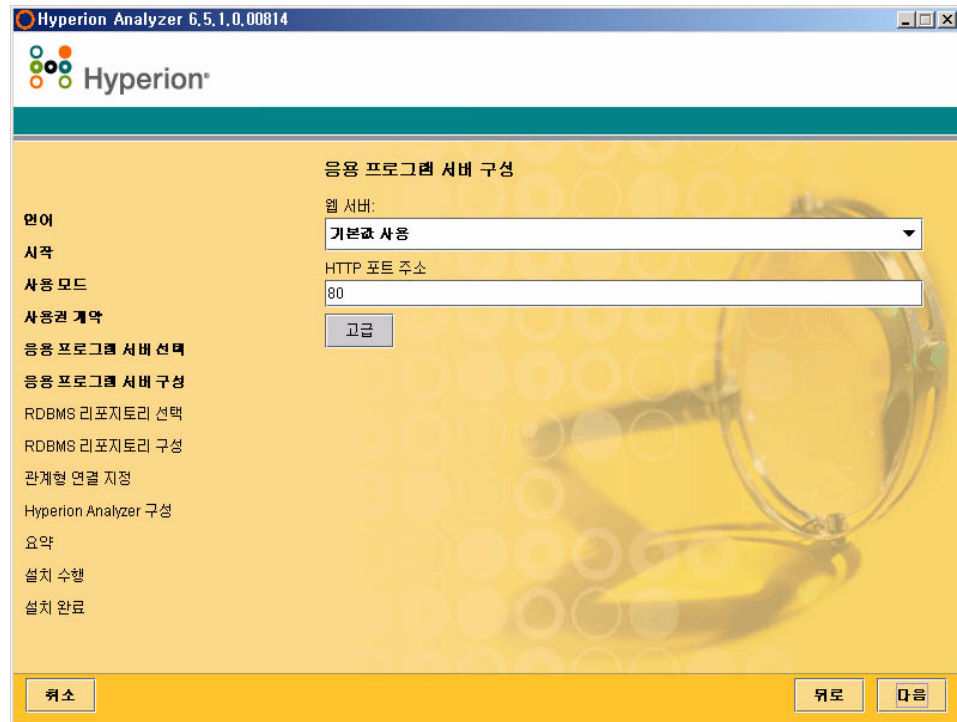 Hyperion Analyzer 6,5,1,0,00814
Hyperion
응용 프로그램 서버 구성
웹 서버:
기본값 사용
HTTP 포트 주소
80
고급
언어
시작
사용 모드
사용권 계약
응용 프로그램 서버 선택
응용 프로그램 서버 구성
RDBMS 리포지토리 선택
RDBMS 리포지토리 구성
관계형 연결 지정
Hyperion Analyzer 구성
요약
설치 수행
설치 완료
취소
뒤로
다음